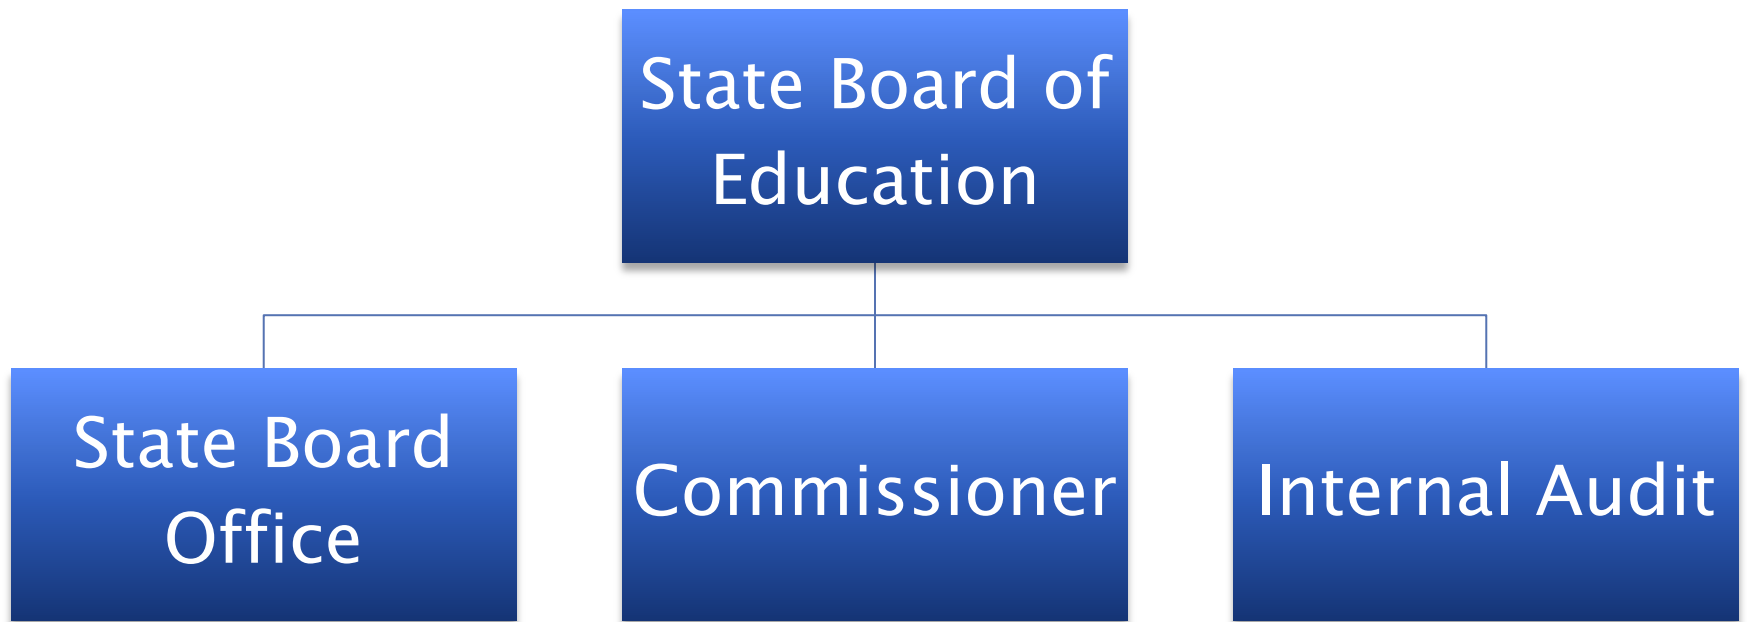 State Board of
Education
State Board
Office
Commissioner
Internal Audit